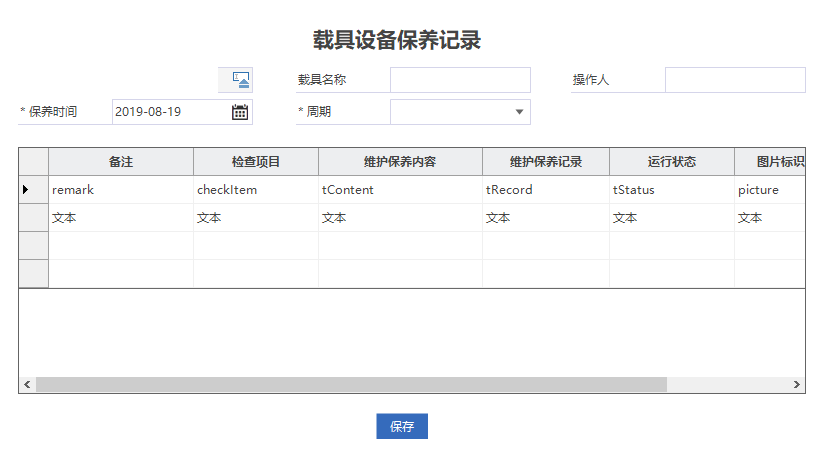 载具设备保养记录
载具名称 操作人
* 保养时间 2019-08-19 * 周期
备注 检查项目 维护保养内容 维护保养记录 运行状态 图片标识
remark checkItem tContent tRecord tStatus picture
文本 文本 文本 文本 文本 文本
保存